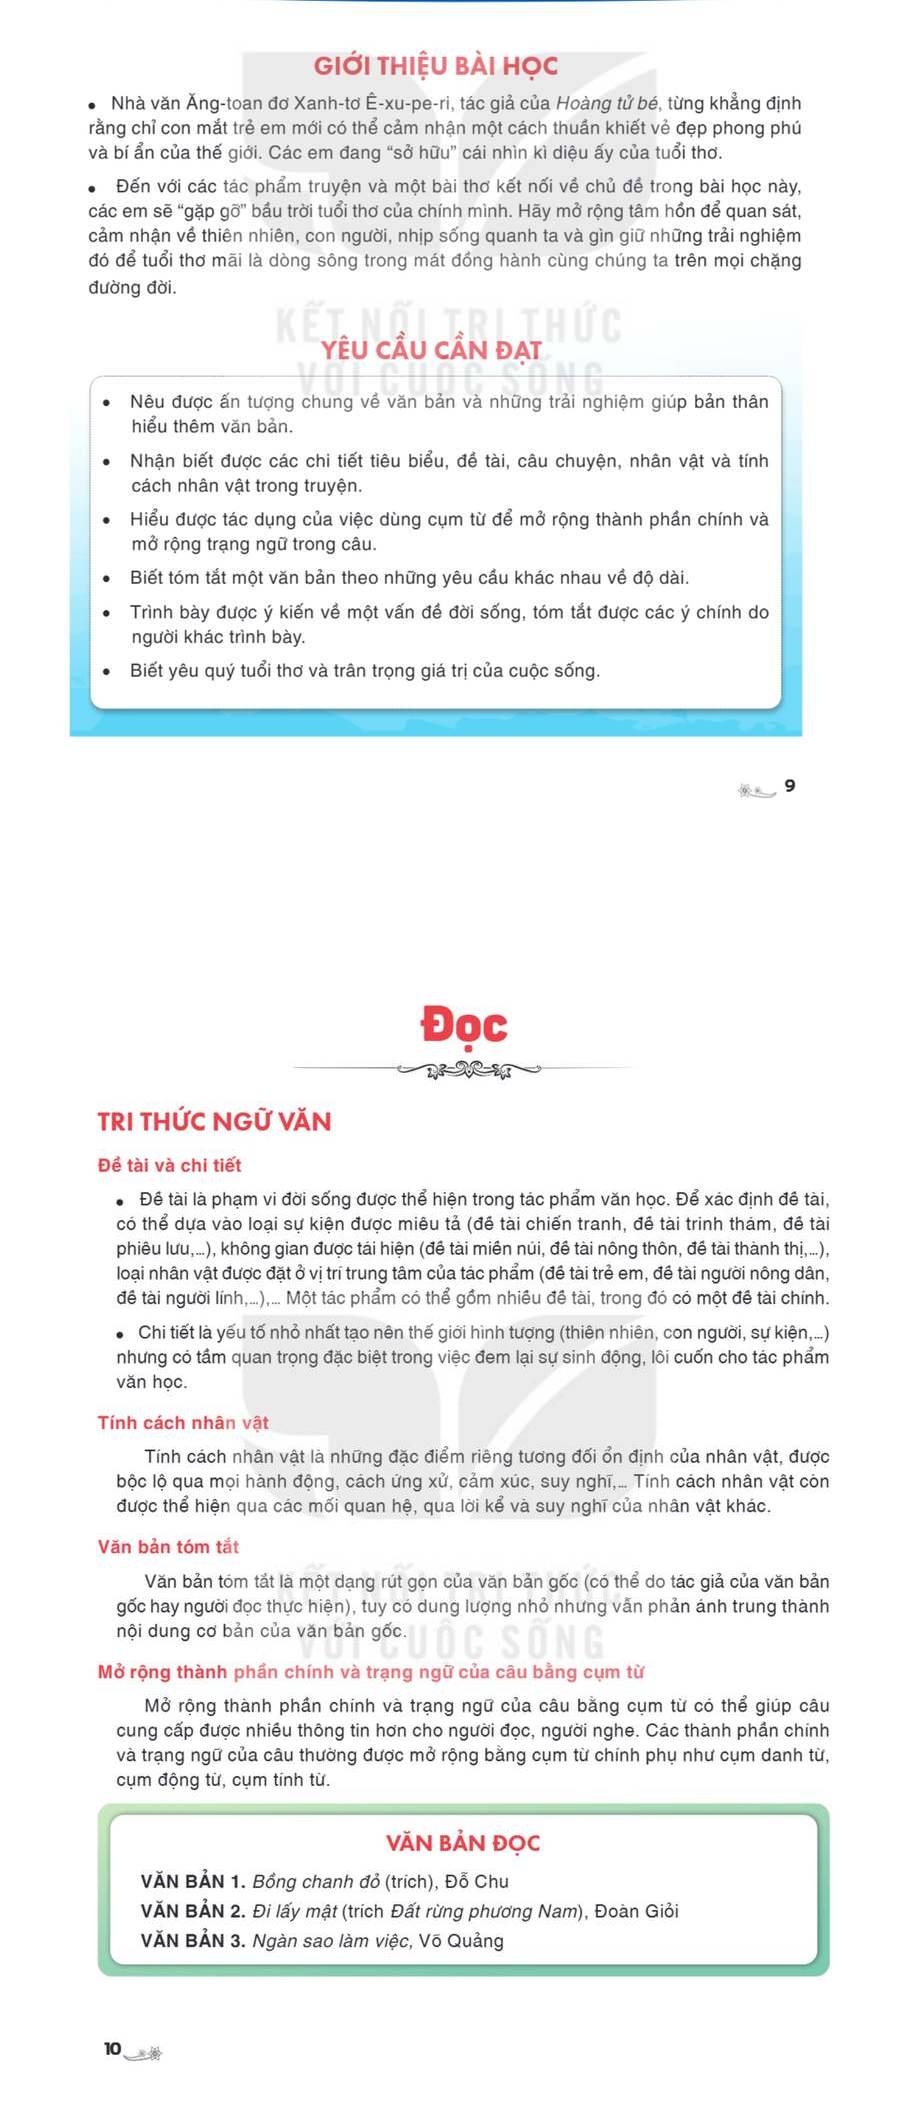 GIỚI THIỆU BÀI HỌC
• Nhà văn Ăng-toan đơ Xanh-tơ Ê-xu-pe-ri, tác giả của Hoàng tử bé, từng khẳng định
rằng chỉ con mắt trẻ em mới có thể cảm nhận một cách thuần khiết vẻ đẹp phong phú
và bí ẩn của thế giới. Các em đang “sở hữu” cái nhìn kì diệu ấy của tuổi thơ.
• Đến với các tác phẩm truyện và một bài thơ kết nối về chủ đề trong bài học này,
các em sẽ “gặp gỡ” bầu trời tuổi thơ của chính mình. Hãy mở rộng tâm hồn để quan sát,
cảm nhận về thiên nhiên, con người, nhịp sống quanh ta và gìn giữ những trải nghiệm
đó để tuổi thơ mãi là dòng sông trong mát đồng hành cùng chúng ta trên mọi chặng
đường đời.
KẾT NỐI TRI THỨC
YÊU CẦU CẦN ĐẠT
VỚI CUỘC SỐNG
• Nêu được ấn tượng chung về văn bản và những trải nghiệm giúp bản thân
hiểu thêm văn bản.
• Nhận biết được các chi tiết tiêu biểu, đề tài, câu chuyện, nhân vật và tính
cách nhân vật trong truyện.
• Hiểu được tác dụng của việc dùng cụm từ để mở rộng thành phần chính và
mở rộng trạng ngữ trong câu.
• Biết tóm tắt một văn bản theo những yêu cầu khác nhau về độ dài.
• Trình bày được ý kiến về một vấn đề đời sống, tóm tắt được các ý chính do
người khác trình bày.
• Biết yêu quý tuổi thơ và trân trọng giá trị của cuộc sống.
9
Đọc
TRI THỨC NGỮ VĂN
Đề tài và chi tiết
• Đề tài là phạm vi đời sống được thể hiện trong tác phẩm văn học. Để xác định đề tài,
có thể dựa vào loại sự kiện được miêu tả (đề tài chiến tranh, đề tài trinh thám, đề tài
phiêu lưu,...), không gian được tái hiện (đề tài miền núi, đề tài nông thôn, đề tài thành thị,...),
loại nhân vật được đặt ở vị trí trung tâm của tác phẩm (đề tài trẻ em, đề tài người nông dân,
đề tài người lính,...),... Một tác phẩm có thể gồm nhiều đề tài, trong đó có một đề tài chính.
• Chi tiết là yếu tố nhỏ nhất tạo nên thế giới hình tượng (thiên nhiên, con người, sự kiện,...)
nhưng có tầm quan trọng đặc biệt trong việc đem lại sự sinh động, lôi cuốn cho tác phẩm
văn học.
Tính cách nhân vật
Tính cách nhân vật là những đặc điểm riêng tương đối ổn định của nhân vật, được
bộc lộ qua mọi hành động, cách ứng xử, cảm xúc, suy nghĩ,... Tính cách nhân vật còn
được thể hiện qua các mối quan hệ, qua lời kể và suy nghĩ của nhân vật khác.
Văn bản tóm tắt
KẾT NỐI TRI THỨC
Văn bản tóm tắt là một dạng rút gọn của văn bản gốc (có thể do tác giả của văn bản
gốc hay người đọc thực hiện), tuy có dung lượng nhỏ nhưng vẫn phản ánh trung thành
nội dung cơ bản của văn bản gốc.
VỚI CUỘC SỐNG
Mở rộng thành phần chính và trạng ngữ của câu bằng cụm từ
Mở rộng thành phần chính và trạng ngữ của câu bằng cụm từ có thể giúp câu
cung cấp được nhiều thông tin hơn cho người đọc, người nghe. Các thành phần chính
và trạng ngữ của câu thường được mở rộng bằng cụm từ chính phụ như cụm danh từ,
cụm động từ, cụm tính từ.
VĂN BẢN ĐỌC
VĂN BẢN 1. Bồng chanh đỏ (trích), Đỗ Chu
VĂN BẢN 2. Đi lấy mật (trích Đất rừng phương Nam), Đoàn Giỏi
VĂN BẢN 3. Ngàn sao làm việc, Võ Quảng
10